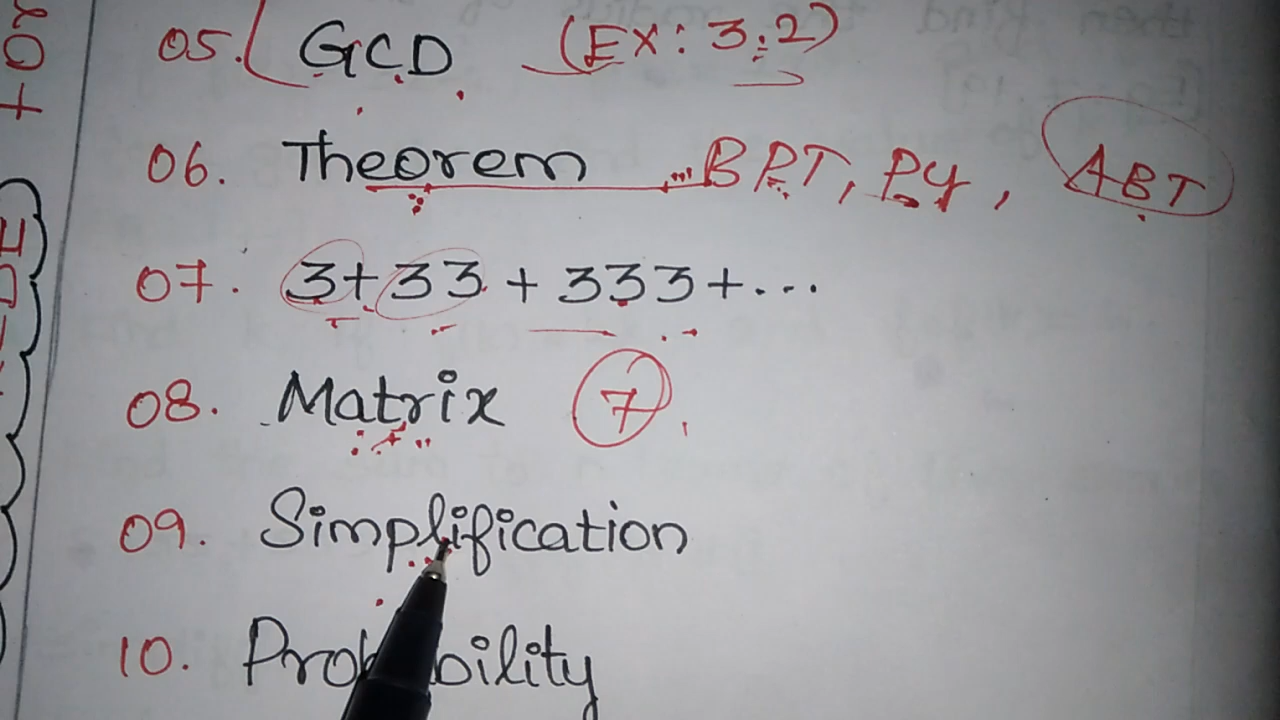 05. GCD (Ex: 3.2)
06. Theorem ... BPT, PY, ABT
07. 3+33 + 333+...
08. Matrix 7
09. Simplification
10. Probability